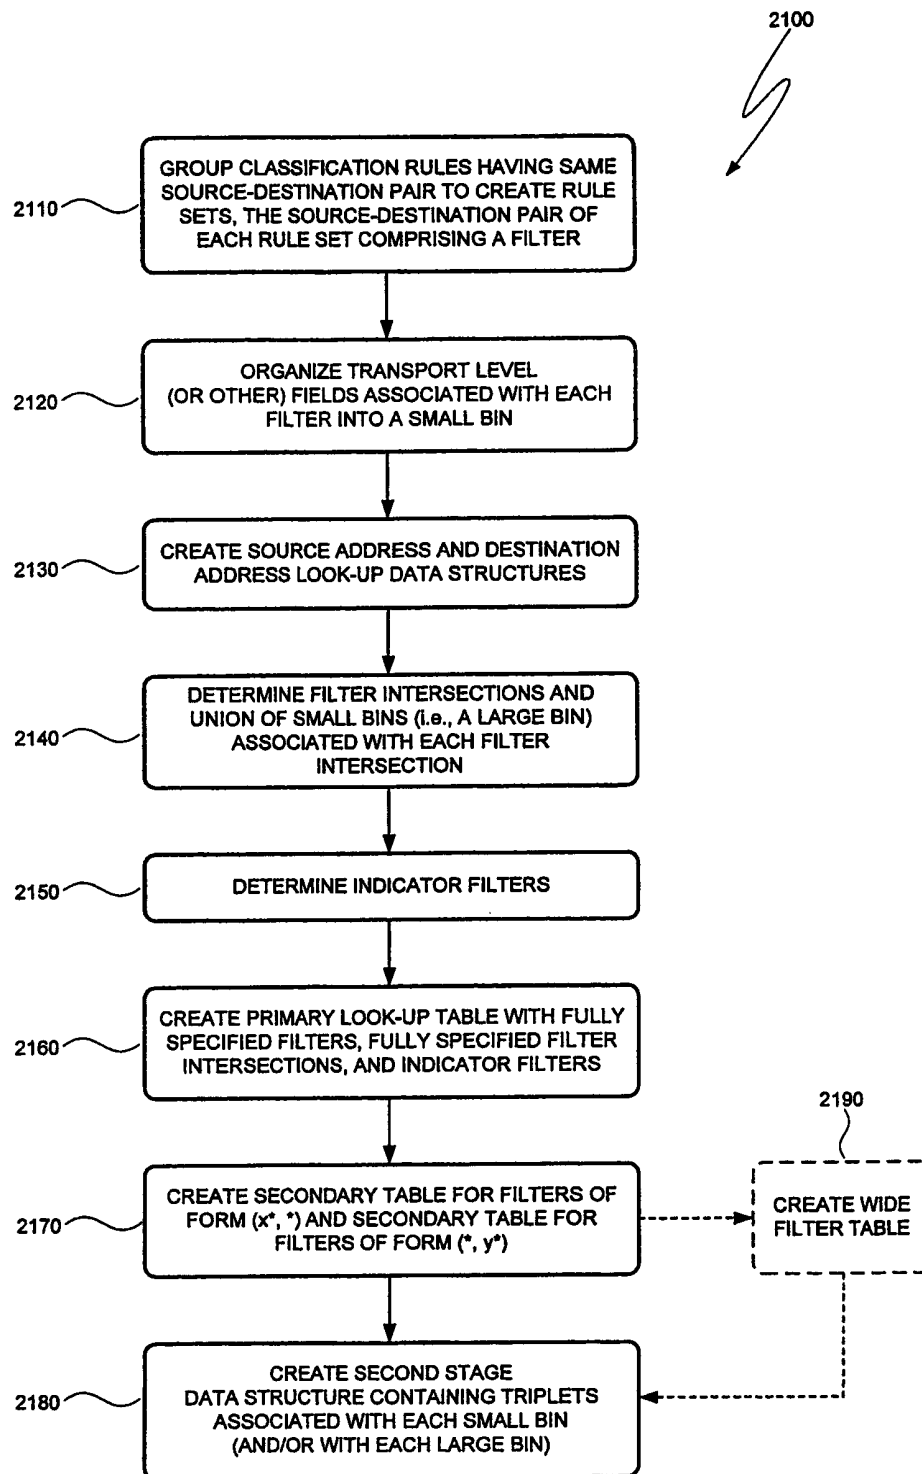 2100
GROUP CLASSIFICATION RULES HAVING SAME
SOURCE-DESTINATION PAIR TO CREATE RULE
SETS, THE SOURCE-DESTINATION PAIR OF
EACH RULE SET COMPRISING A FILTER
2110
ORGANIZE TRANSPORT LEVEL
(OR OTHER) FIELDS ASSOCIATED WITH EACH
FILTER INTO A SMALL BIN
2120
CREATE SOURCE ADDRESS AND DESTINATION
ADDRESS LOOK-UP DATA STRUCTURES
2130
DETERMINE FILTER INTERSECTIONS AND
UNION OF SMALL BINS (i.e., A LARGE BIN)
ASSOCIATED WITH EACH FILTER
INTERSECTION
2140
DETERMINE INDICATOR FILTERS
2150
CREATE PRIMARY LOOK-UP TABLE WITH FULLY
SPECIFIED FILTERS, FULLY SPECIFIED FILTER
INTERSECTIONS, AND INDICATOR FILTERS
2160
2190
CREATE SECONDARY TABLE FOR FILTERS OF
FORM (x*, *) AND SECONDARY TABLE FOR
FILTERS OF FORM (*, y*)
2170
CREATE WIDE
FILTER TABLE
CREATE SECOND STAGE
DATA STRUCTURE CONTAINING TRIPLETS
ASSOCIATED WITH EACH SMALL BIN
(AND/OR WITH EACH LARGE BIN)
2180